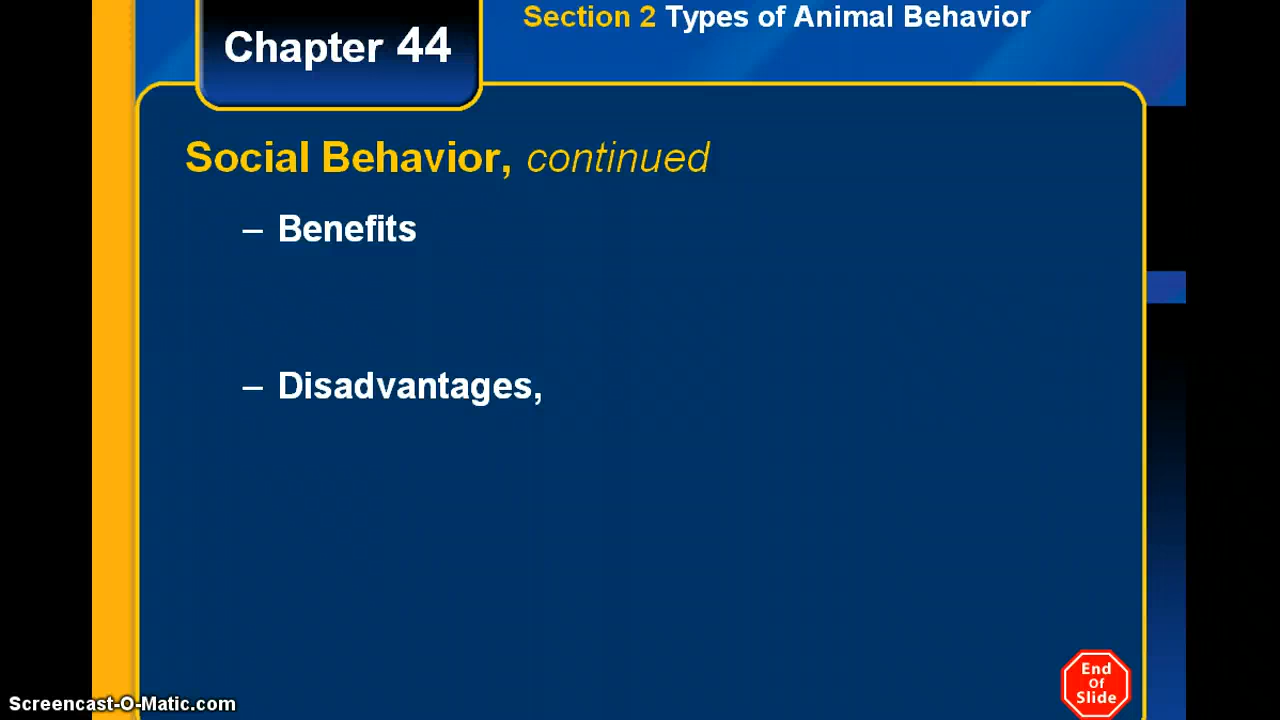 Section 2 Types of Animal Behavior
Chapter 44
Social Behavior, continued
– Benefits
– Disadvantages,
End
Of
Slide
Screencast-O-Matic.com